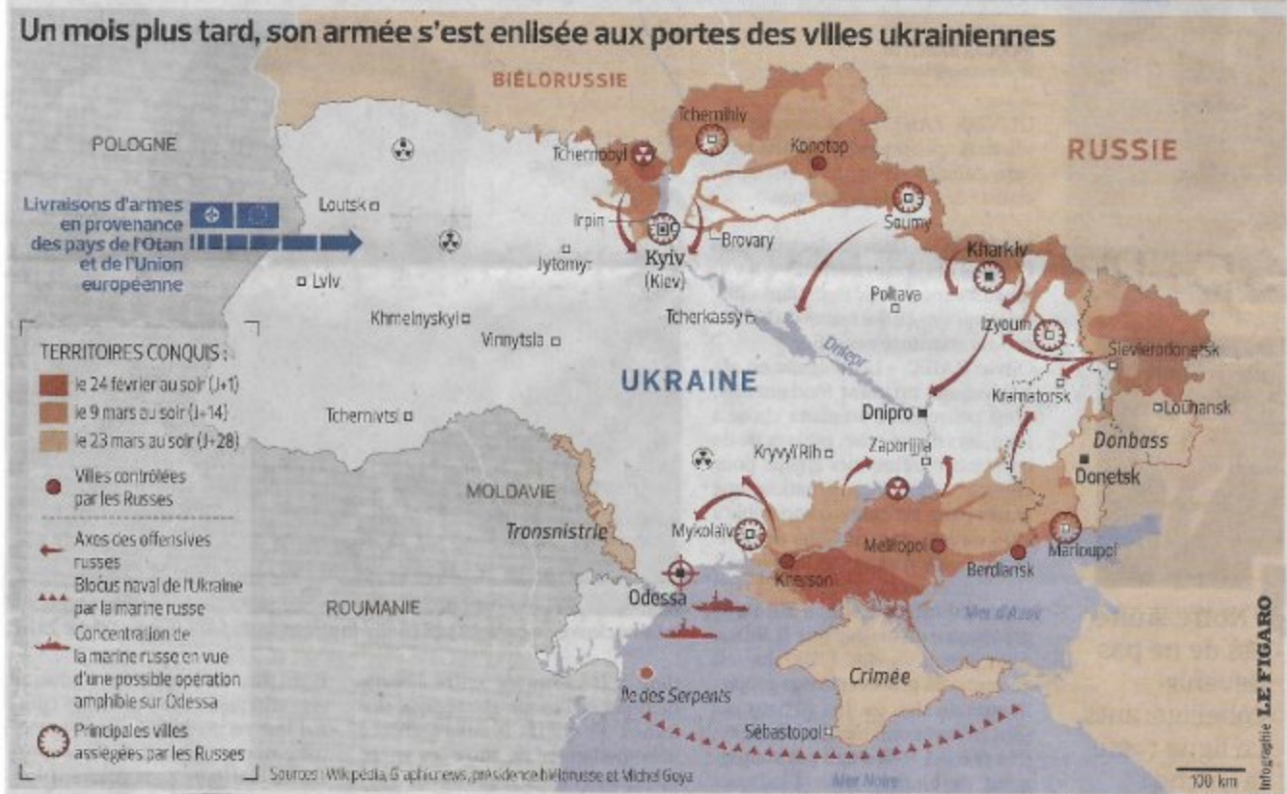 Un mois plus tard, son armée s'est enlisée aux portes des villes ukrainiennes
BIÉLORUSSIE
POLOGNE
RUSSIE
Tchernihiv
Tchernobyl
Konotop
Livraisons d'armes
en provenance
des pays de l'Otan
et de l'Union
européenne
Loutsk
Irpin
Soumy
Brovary
Kyiv
(Kiev)
Jytomyr
Kharkiv
Lviv
Poltava
Khmelnyskyi
Tcherkassy
Izyoum
Vinnytsia
Dniepr
Sievierodonetsk
TERRITOIRES CONQUIS :
le 24 février au soir (J+1)
le 9 mars au soir (J+14)
le 23 mars au soir (J+28)
Villes contrôlées
par les Russes
Axes des offensives
russes
Blocus naval de l'Ukraine
par la marine russe
Concentration de
la marine russe en vue
d'une possible opération
amphibie sur Odessa
Principales villes
assiégées par les Russes
UKRAINE
Kramatorsk
Tchernivtsi
Dnipro
Louhansk
Donbass
Kryvyï Rih
Zaporijjia
Donetsk
MOLDAVIE
Transnistrie
Mykolaïv
Melitopol
Marioupol
Kherson
Berdiansk
Odessa
ROUMANIE
Mer d'Azov
Crimée
Île des Serpents
Sébastopol
Mer Noire
100 km
Sources : Wikipédia, Graphicnews, présidence biélorusse et Michel Goya
Infographie LE FIGARO